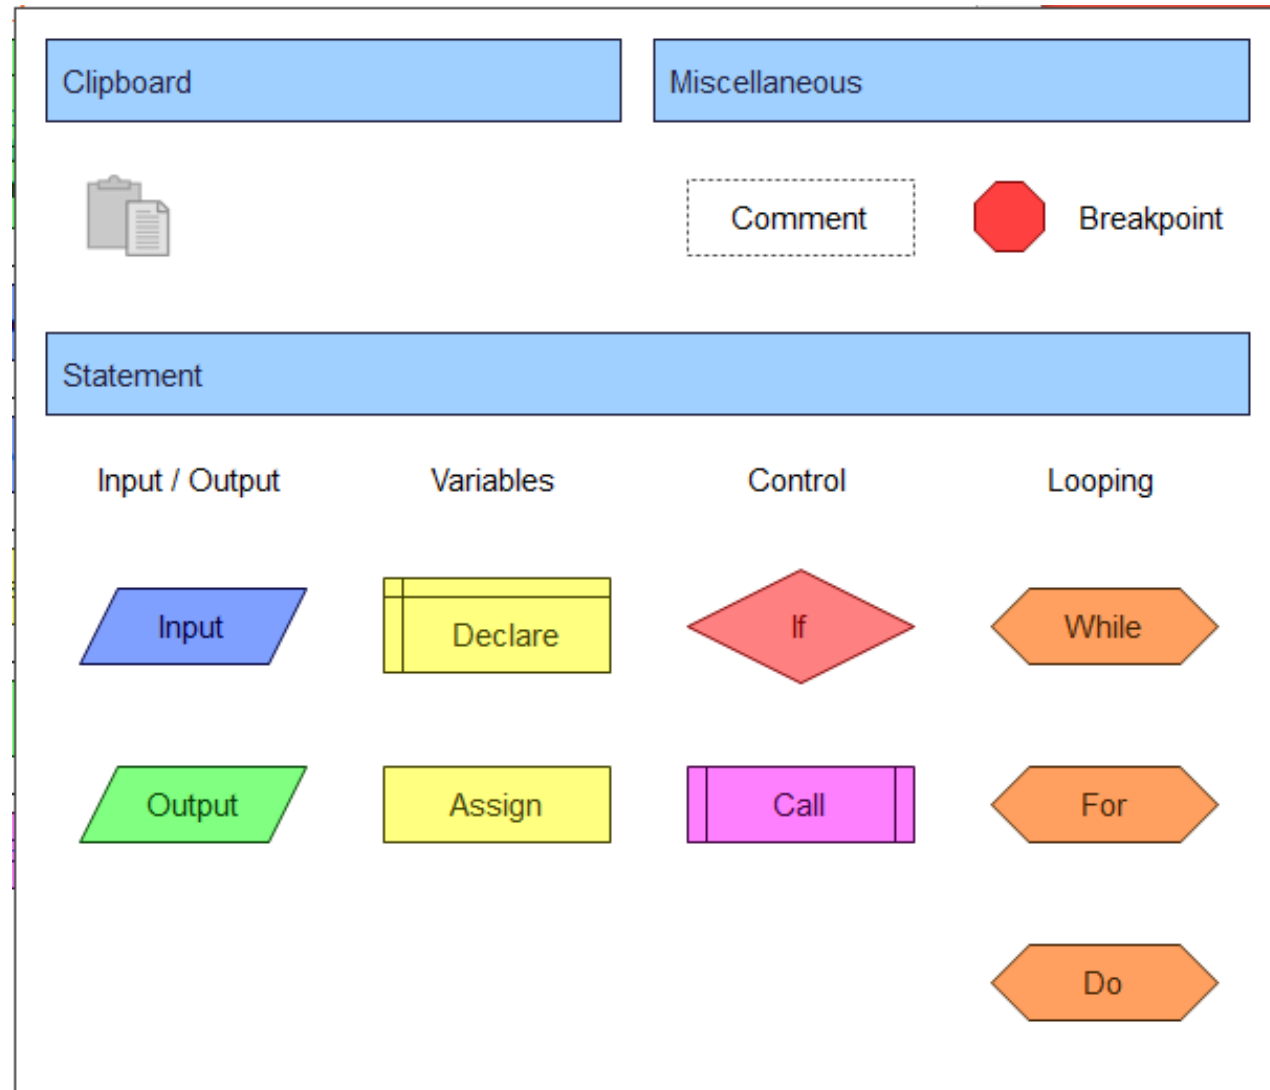 Clipboard
Miscellaneous
Comment
Breakpoint
Statement
Input / Output
Variables
Control
Looping
Input
Declare
If
While
Output
Assign
Call
For
Do